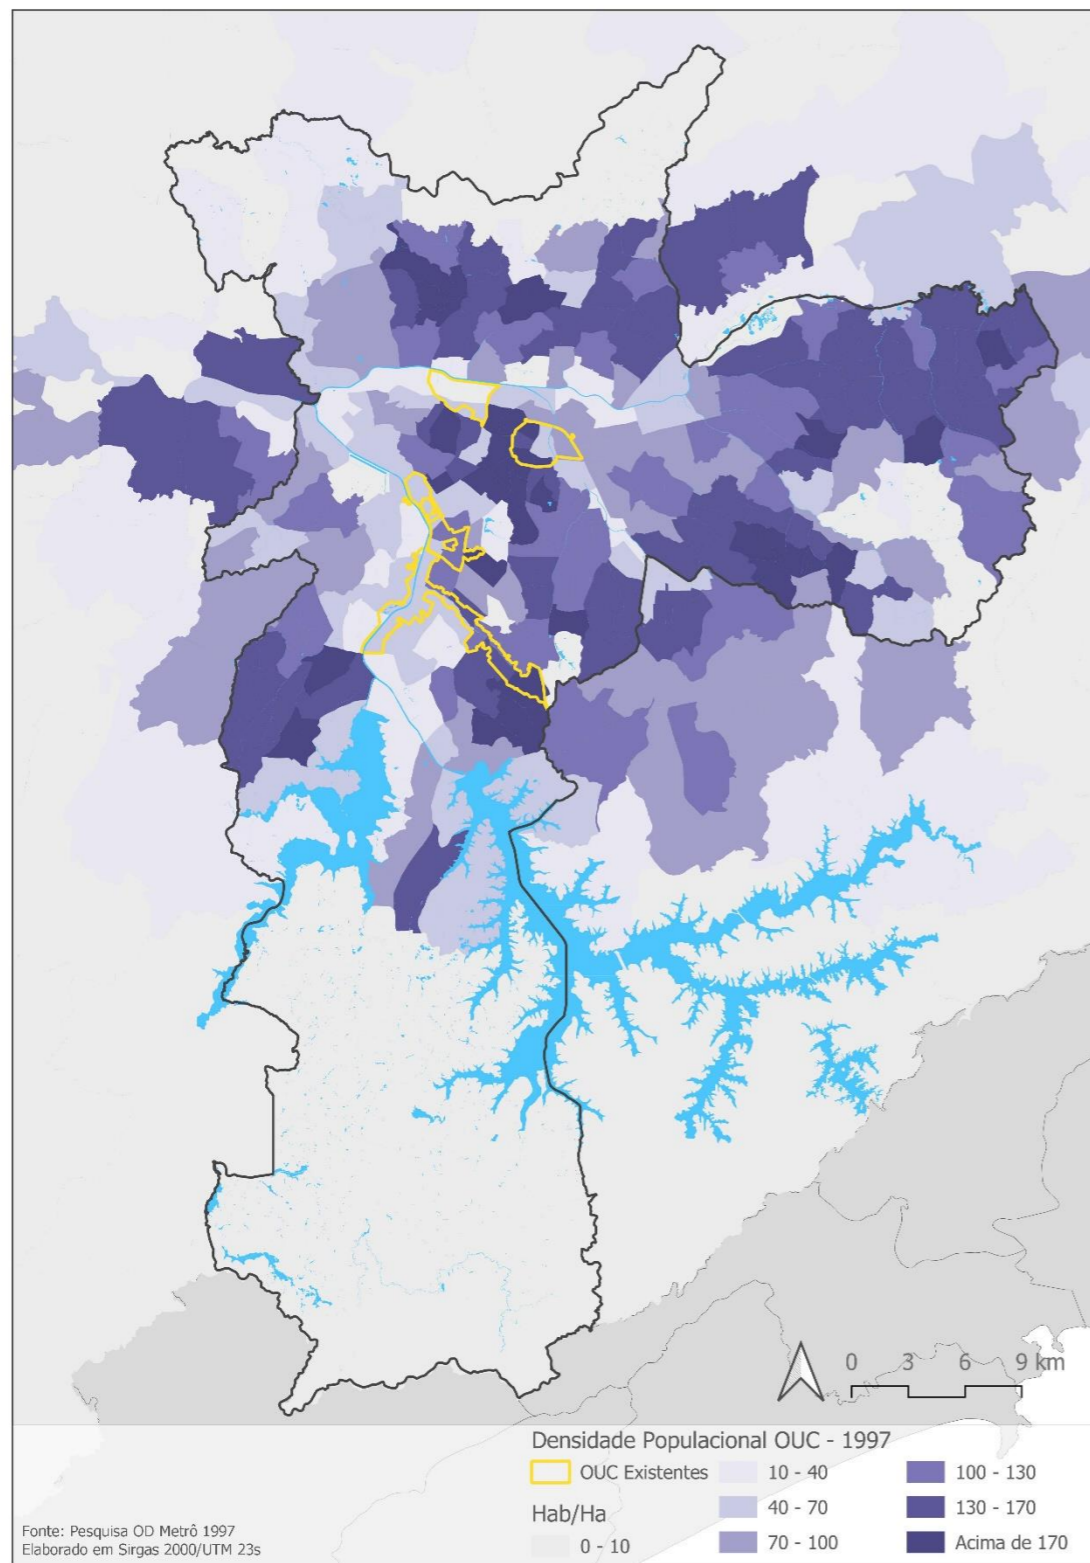 0 3 6 9 km
Densidade Populacional OUC - 1997
OUC Existentes
Hab/Ha
0 - 10
10 - 40
40 - 70
70 - 100
100 - 130
130 - 170
Acima de 170
Fonte: Pesquisa OD Metrô 1997
Elaborado em Sirgas 2000/UTM 23s